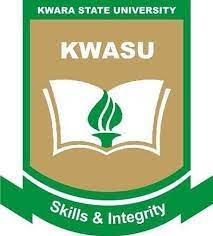 KWARA STATE UNIVERSITY
KWASU
Skills & Integrity